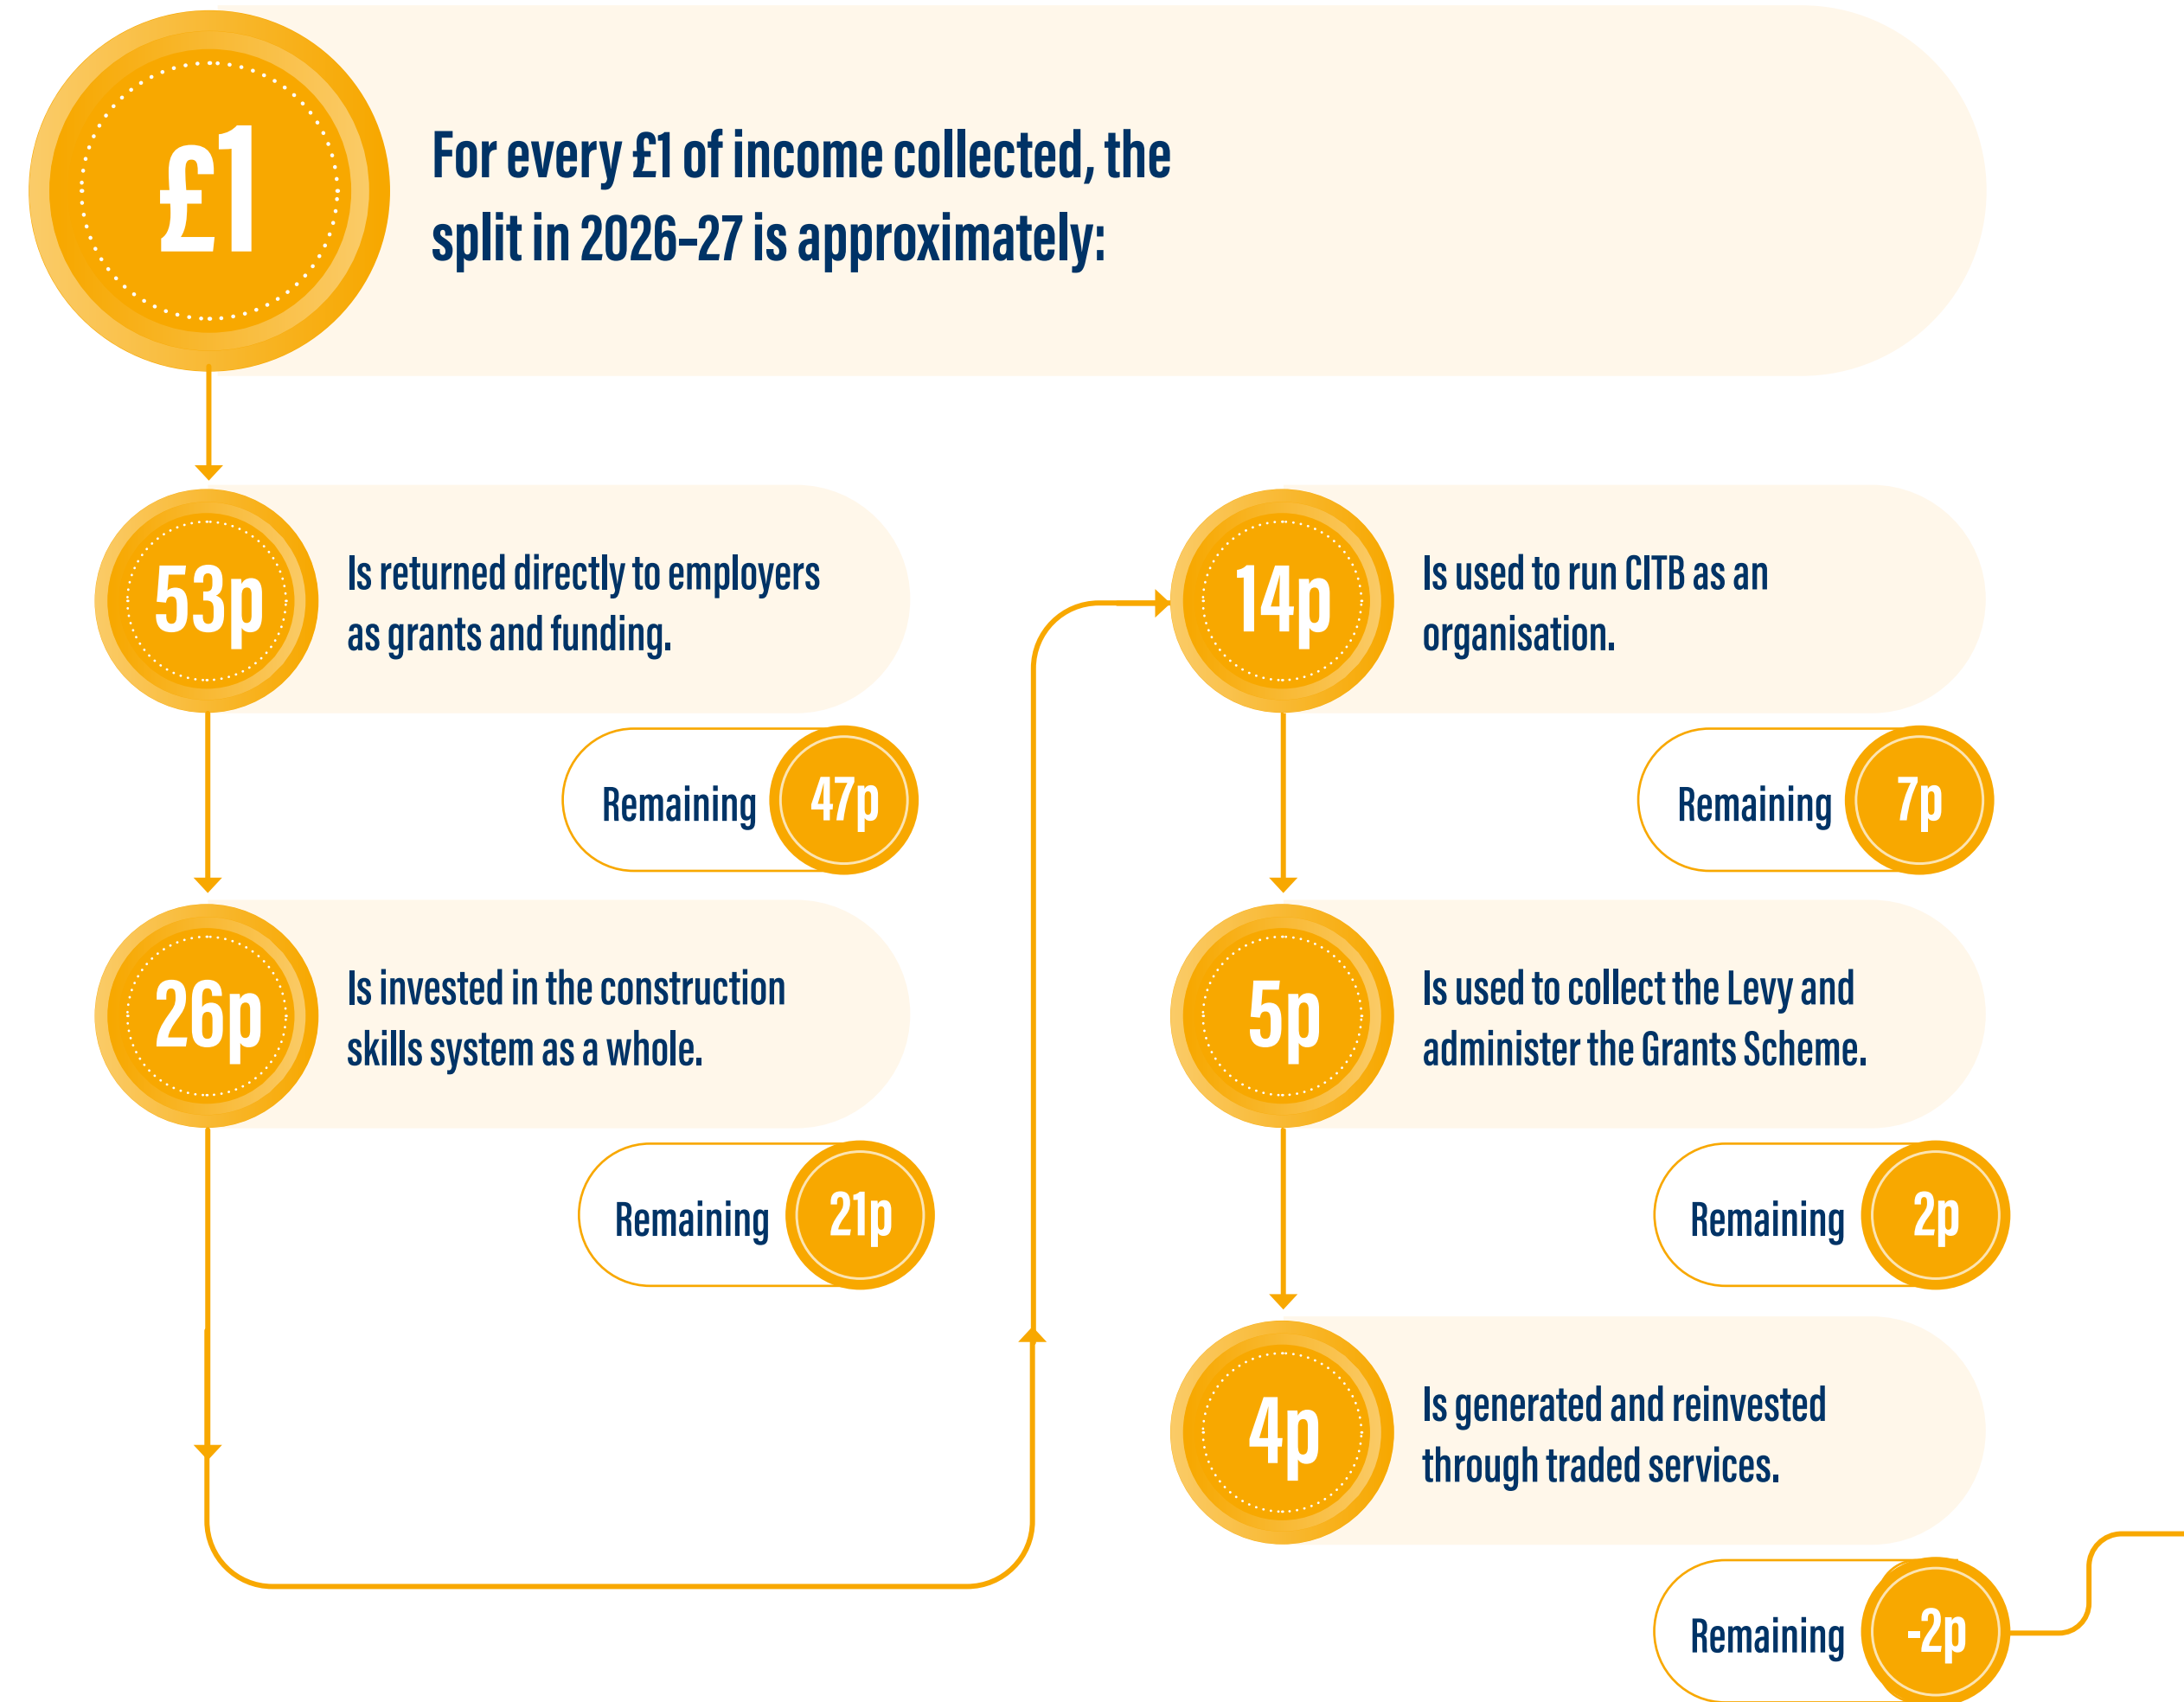 £1
For every £1 of income collected, the
split in 2026–27 is approximately:
53p
Is returned directly to employers
as grants and funding.
Remaining 47p
26p
Is invested in the construction
skills system as a whole.
Remaining 21p
14p
Is used to run CITB as an
organisation.
Remaining 7p
5p
Is used to collect the Levy and
administer the Grants Scheme.
Remaining 2p
4p
Is generated and reinvested
through traded services.
Remaining -2p